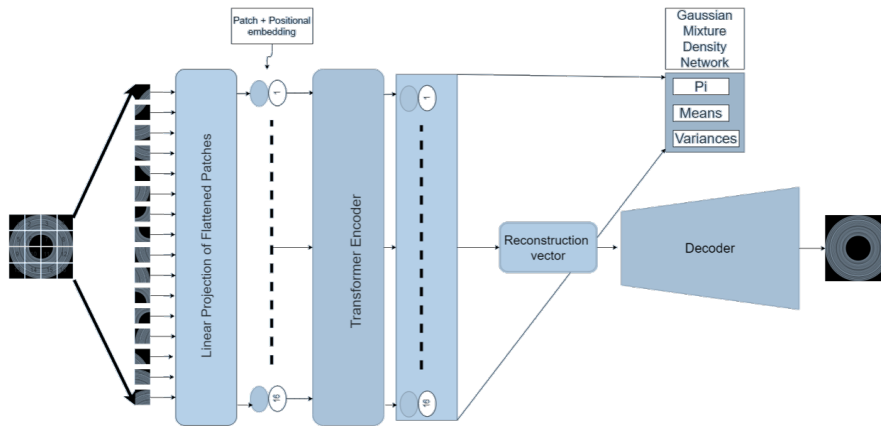 Patch + Positional
embedding
Gaussian
Mixture
Density
Network
Pi
Means
Variances
Linear Projection of Flattened Patches
1
16
Transformer Encoder
1
16
Reconstruction
vector
Decoder